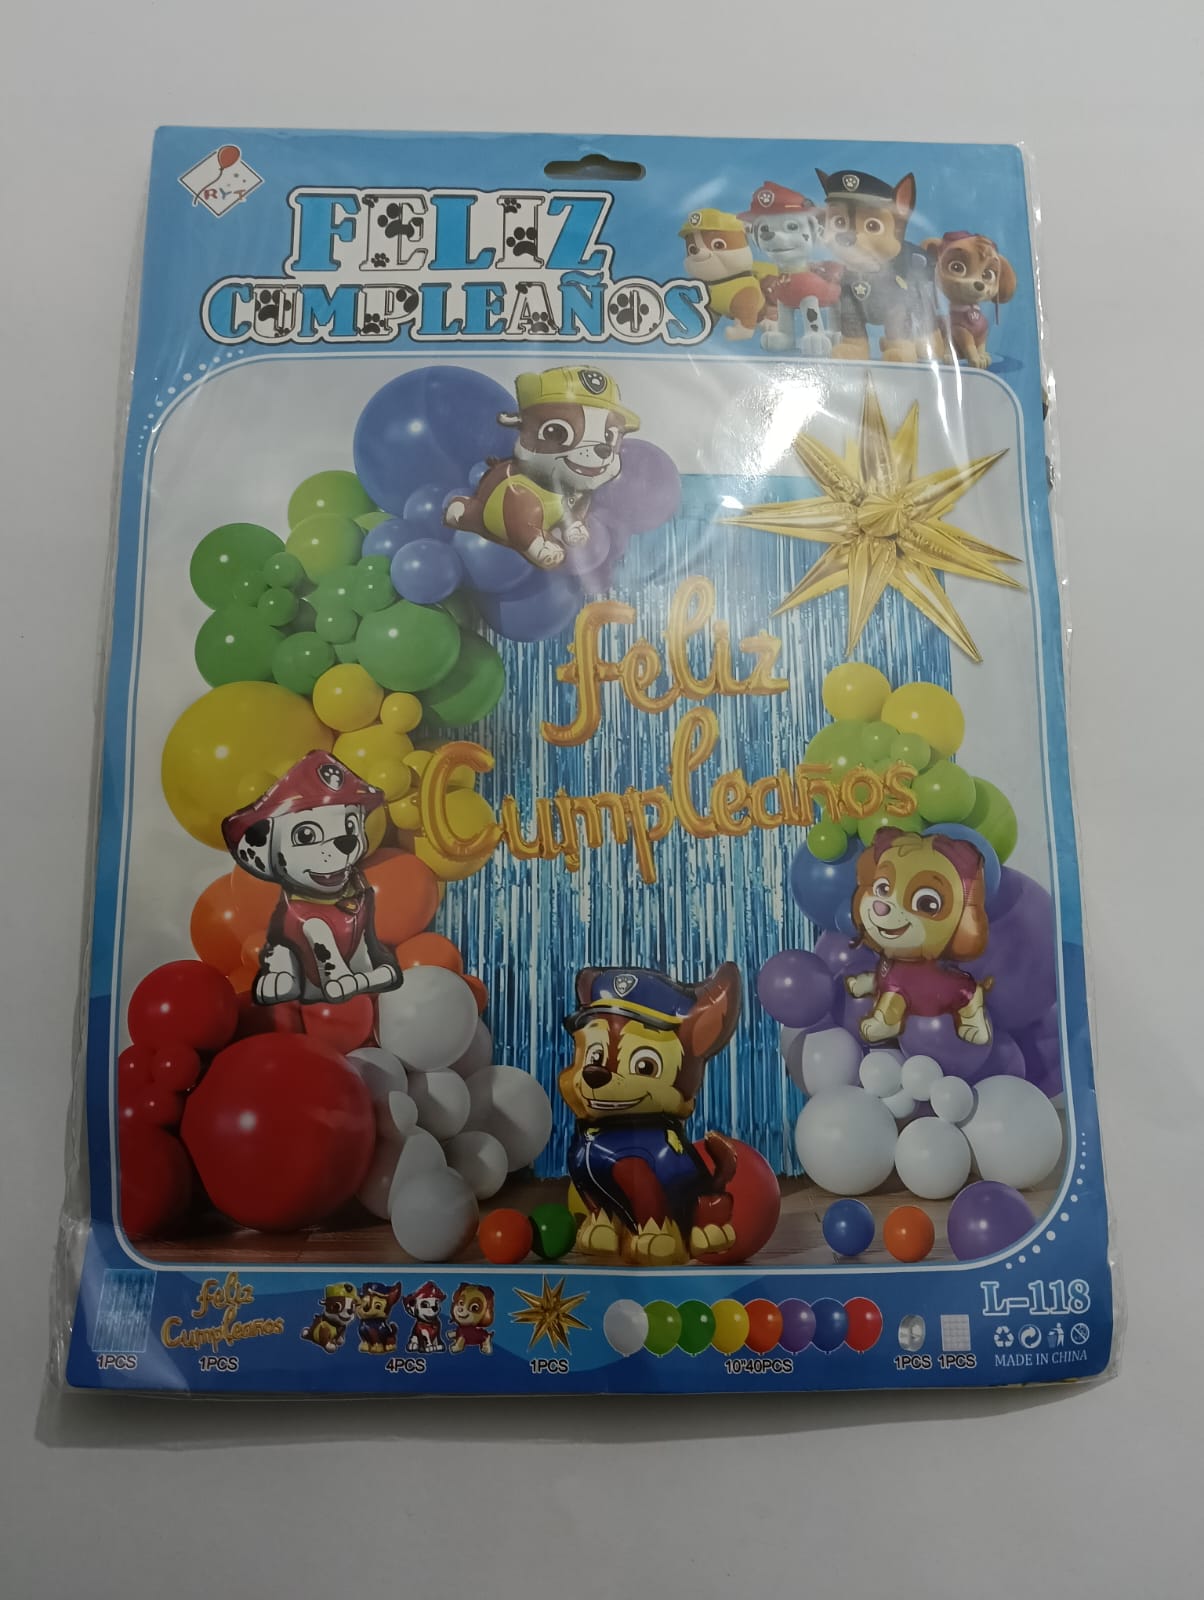 RYT
FELIZ
CUMPLEAÑOS
Feliz
Cumpleaños
Feliz
Cumpleaños
L-118
1PCS
1PCS
4PCS
1PCS
10"40PCS
1PCS
1PCS
MADE IN CHINA